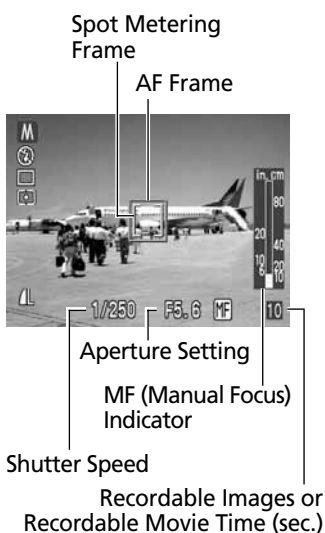 Spot Metering
Frame
AF Frame
M
in. cm
80
20
40
10
20
6
10
L
1/250 F5.6 MF 10
Aperture Setting
MF (Manual Focus)
Indicator
Shutter Speed
Recordable Images or
Recordable Movie Time (sec.)